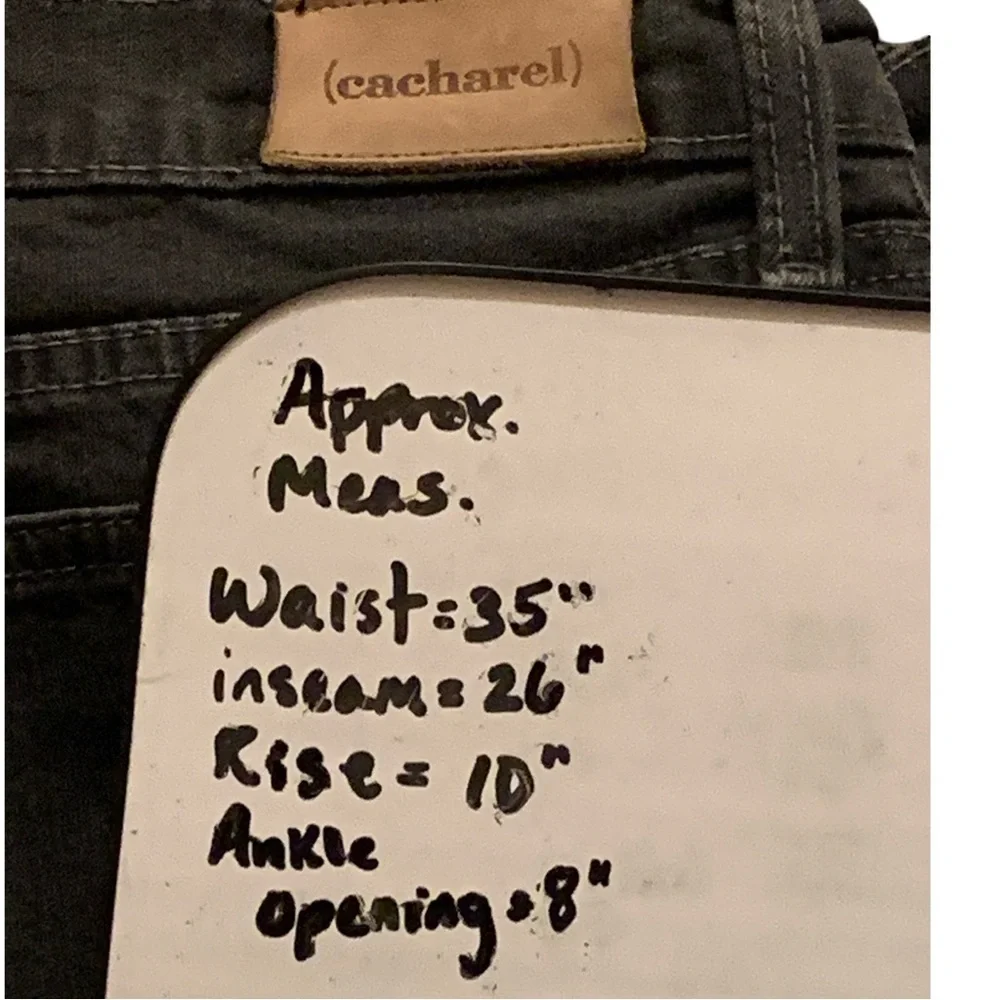 (cacharel)
Approx.
Meas.
Waist=35"
inseam=26"
Rise=10"
Ankle
opening=8"